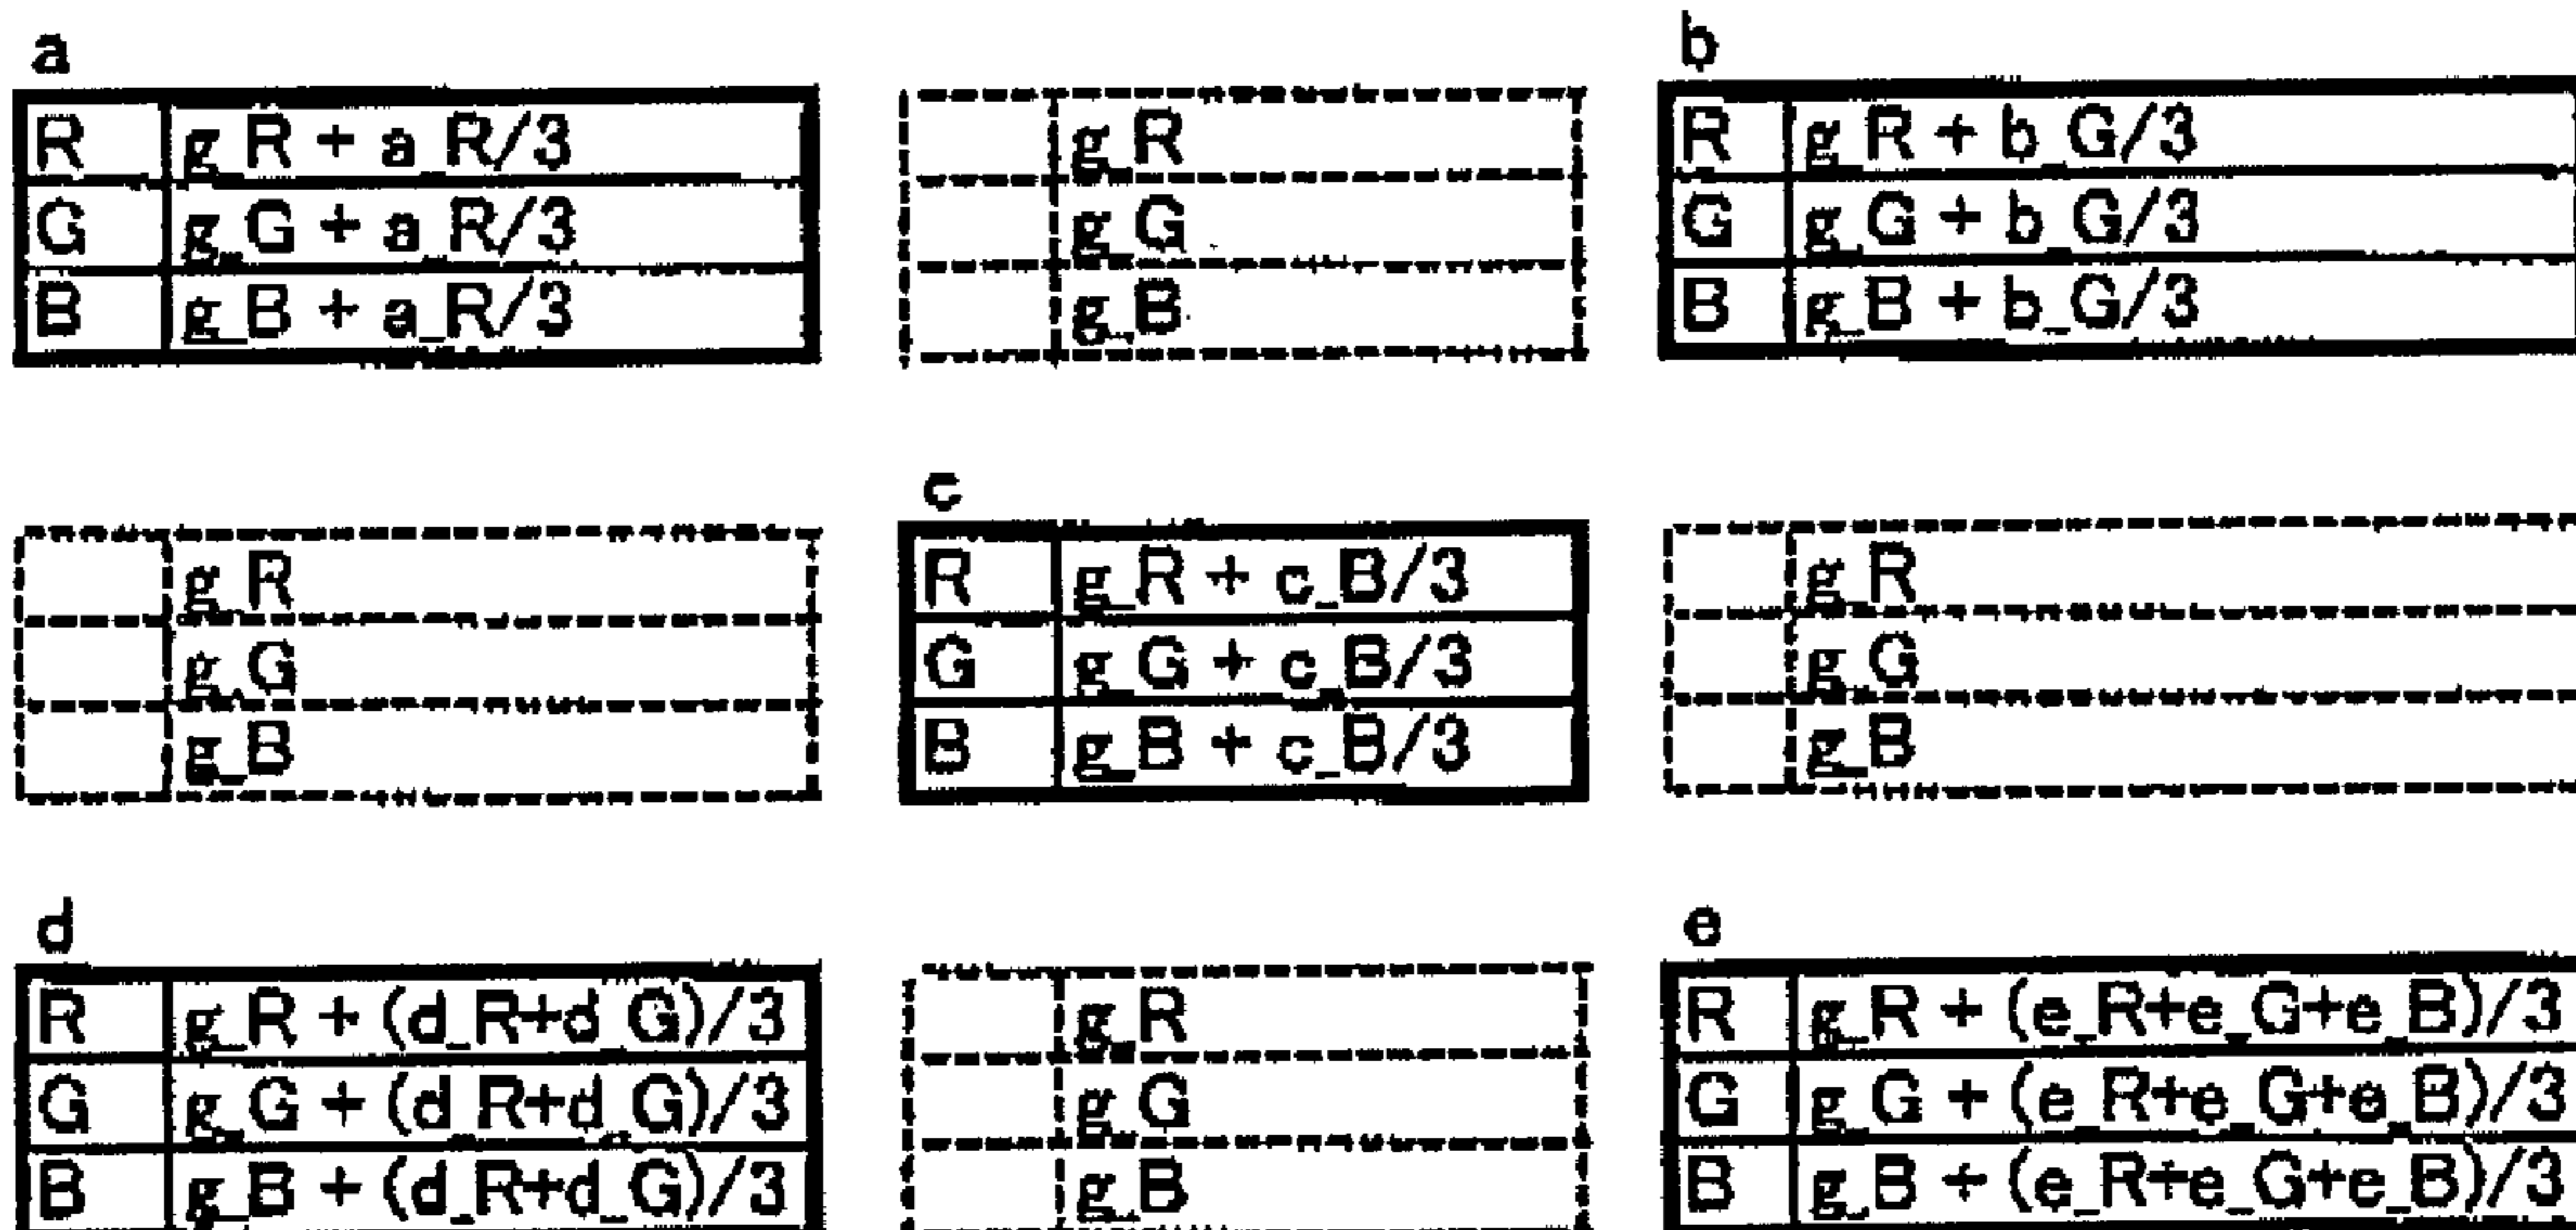 a
R g_R + a_R/3
G g_G + a_R/3
B g_B + a_R/3
g_R
g_G
g_B
b
R g_R + b_G/3
G g_G + b_G/3
B g_B + b_G/3
g_R
g_G
g_B
c
R g_R + c_B/3
G g_G + c_B/3
B g_B + c_B/3
g_R
g_G
g_B
d
R g_R + (d_R+d_G)/3
G g_G + (d_R+d_G)/3
B g_B + (d_R+d_G)/3
g_R
g_G
g_B
e
R g_R + (e_R+e_G+e_B)/3
G g_G + (e_R+e_G+e_B)/3
B g_B + (e_R+e_G+e_B)/3